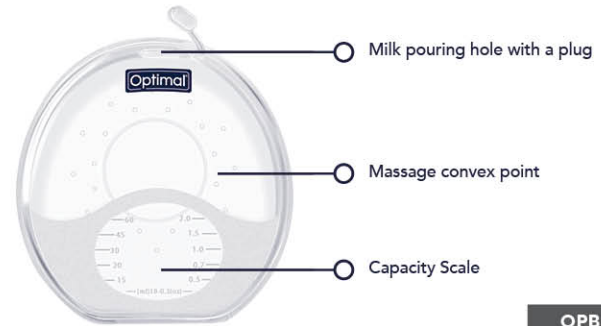 Milk pouring hole with a plug
Optimal
Massage convex point
60 2.0
45 1.5
30 1.0
20 0.7
15 0.5
Capacity Scale
OPB